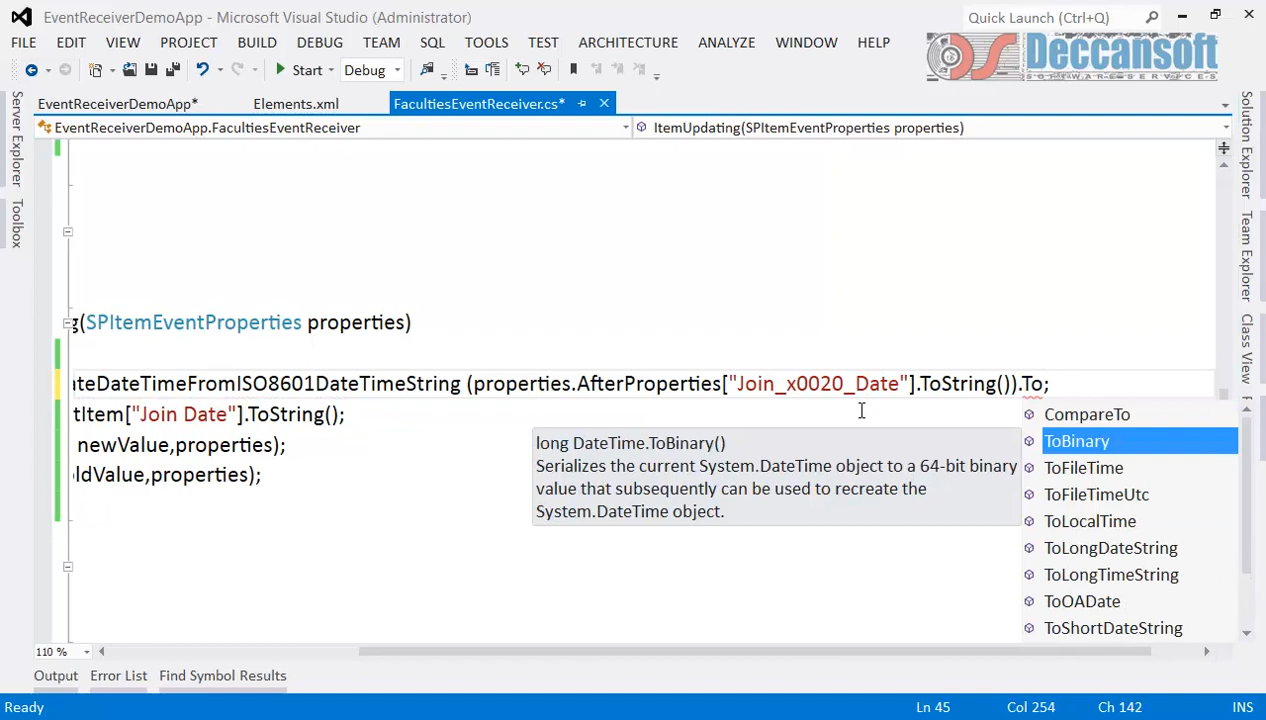 EventReceiverDemoApp - Microsoft Visual Studio (Administrator)
Quick Launch (Ctrl+Q)
FILE EDIT VIEW PROJECT BUILD DEBUG TEAM SQL TOOLS TEST ARCHITECTURE ANALYZE WINDOW HELP
Deccansoft
SOFTWARE SERVICES
Start Debug
EventReceiverDemoApp* Elements.xml FacultiesEventReceiver.cs*
EventReceiverDemoApp.FacultiesEventReceiver ItemUpdating(SPItemEventProperties properties)
Server Explorer
Toolbox
Solution Explorer
Team Explorer
Class View
g(SPItemEventProperties properties)
ateDateTimeFromISO8601DateTimeString (properties.AfterProperties["Join_x0020_Date"].ToString()).To;
tItem["Join Date"].ToString();
newValue,properties);
ldValue,properties);
long DateTime.ToBinary()
Serializes the current System.DateTime object to a 64-bit binary
value that subsequently can be used to recreate the
System.DateTime object.
CompareTo
ToBinary
ToFileTime
ToFileTimeUtc
ToLocalTime
ToLongDateString
ToLongTimeString
ToOADate
ToShortDateString
110 %
Output Error List Find Symbol Results
Ready Ln 45 Col 254 Ch 142 INS